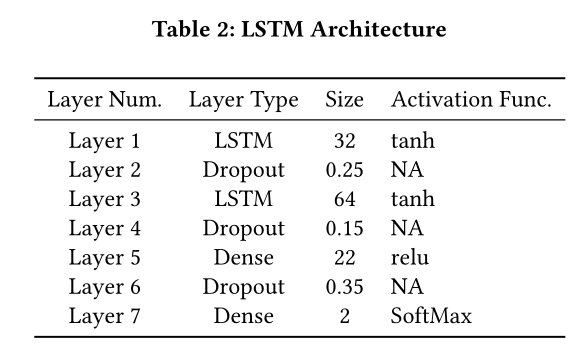 Table 2: LSTM Architecture
Layer Num. Layer Type Size Activation Func.
Layer 1 LSTM 32 tanh
Layer 2 Dropout 0.25 NA
Layer 3 LSTM 64 tanh
Layer 4 Dropout 0.15 NA
Layer 5 Dense 22 relu
Layer 6 Dropout 0.35 NA
Layer 7 Dense 2 SoftMax